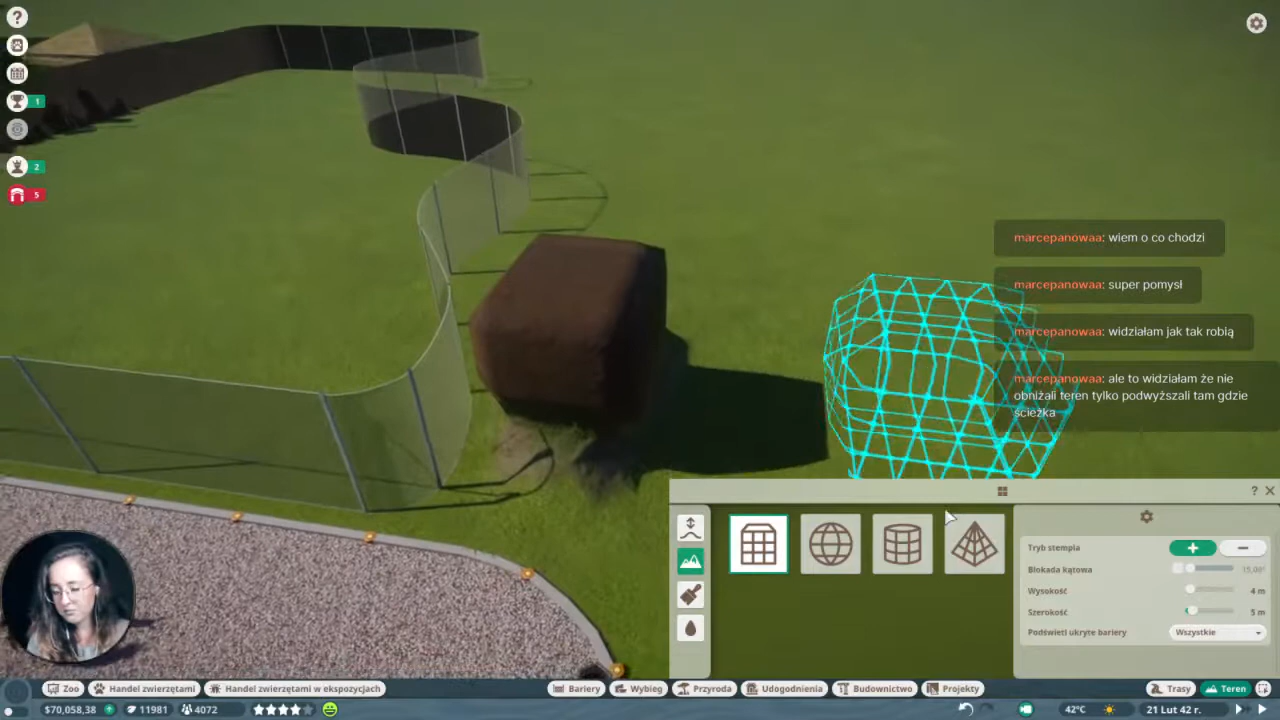 ?
1
2
5
marcepanowaa: wiem o co chodzi
marcepanowaa: super pomysł
marcepanowaa: widziałam jak tak robią
marcepanowaa: ale to widziałam że nie
obniżali teren tylko podwyższali tam gdzie
ścieżka
? ✕
Tryb stempla
Blokada kątowa 15,00°
Wysokość 4 m
Szerokość 5 m
Podświetl ukryte bariery Wszystkie
Zoo Handel zwierzętami Handel zwierzętami w ekspozycjach Bariery Wybieg Przyroda Udogodnienia Budownictwo Projekty Trasy Teren
$70,058,38 11981 4072 42°C 21 Lut 42 r.